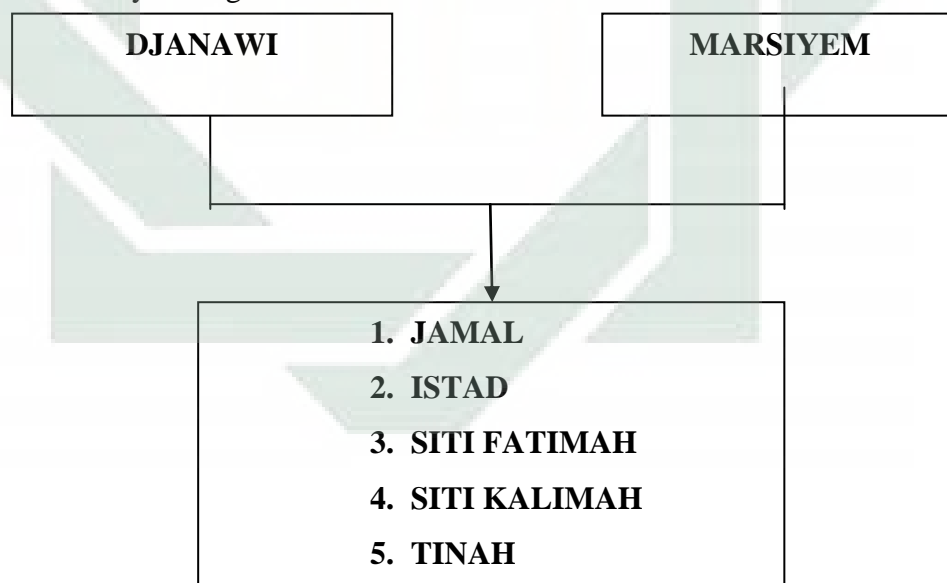 DJANAWI
MARSIYEM
1. JAMAL
2. ISTAD
3. SITI FATIMAH
4. SITI KALIMAH
5. TINAH